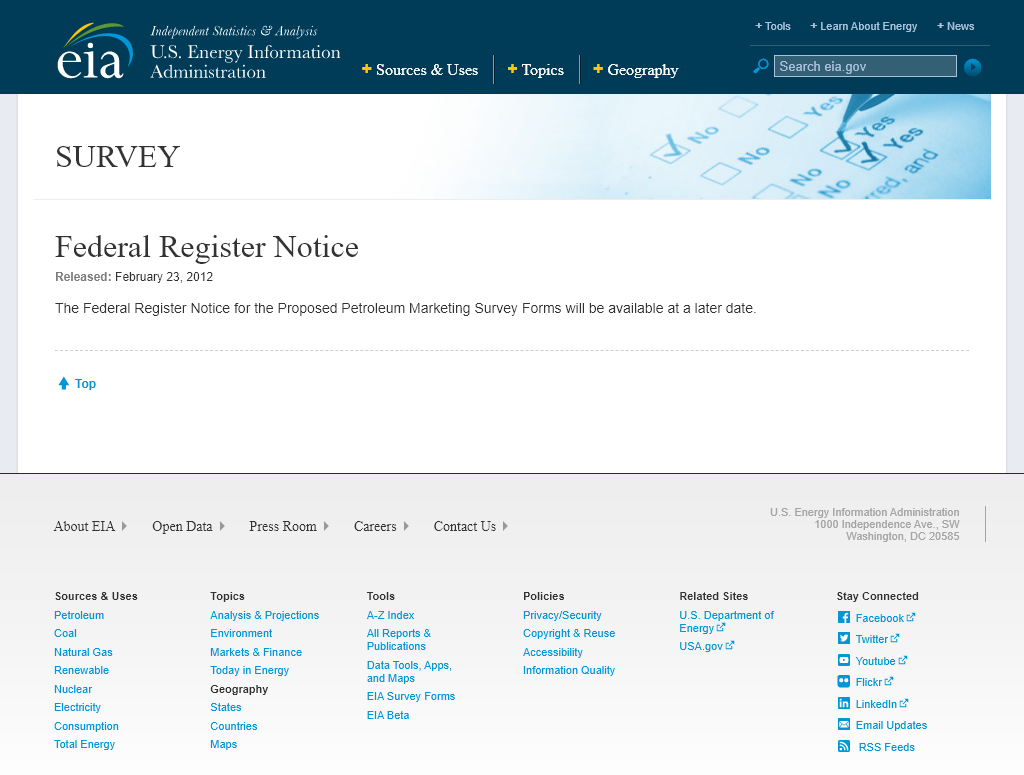 eia
Independent Statistics & Analysis
U.S. Energy Information
Administration
+ Sources & Uses
+ Topics
+ Geography
+ Tools
+ Learn About Energy
+ News
Search eia.gov
SURVEY
No
Yes
No
Yes
No
Yes
No
red, and
Federal Register Notice
Released: February 23, 2012
The Federal Register Notice for the Proposed Petroleum Marketing Survey Forms will be available at a later date.
Top
About EIA
Open Data
Press Room
Careers
Contact Us
U.S. Energy Information Administration
1000 Independence Ave., SW
Washington, DC 20585
Sources & Uses
Petroleum
Coal
Natural Gas
Renewable
Nuclear
Electricity
Consumption
Total Energy
Topics
Analysis & Projections
Environment
Markets & Finance
Today in Energy
Geography
States
Countries
Maps
Tools
A-Z Index
All Reports &
Publications
Data Tools, Apps,
and Maps
EIA Survey Forms
EIA Beta
Policies
Privacy/Security
Copyright & Reuse
Accessibility
Information Quality
Related Sites
U.S. Department of
Energy
USA.gov
Stay Connected
Facebook
Twitter
Youtube
Flickr
LinkedIn
Email Updates
RSS Feeds